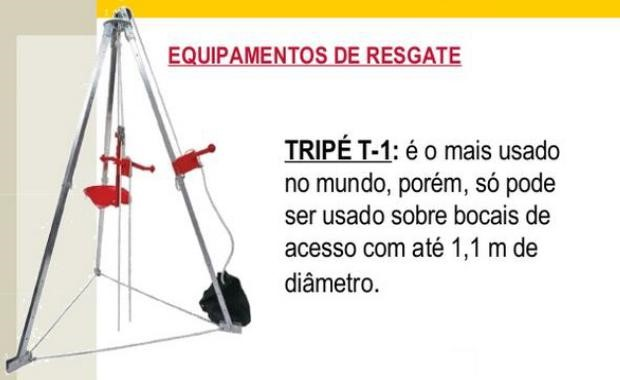 EQUIPAMENTOS DE RESGATE
TRIPÉ T-1: é o mais usado
no mundo, porém, só pode
ser usado sobre bocais de
acesso com até 1,1 m de
diâmetro.